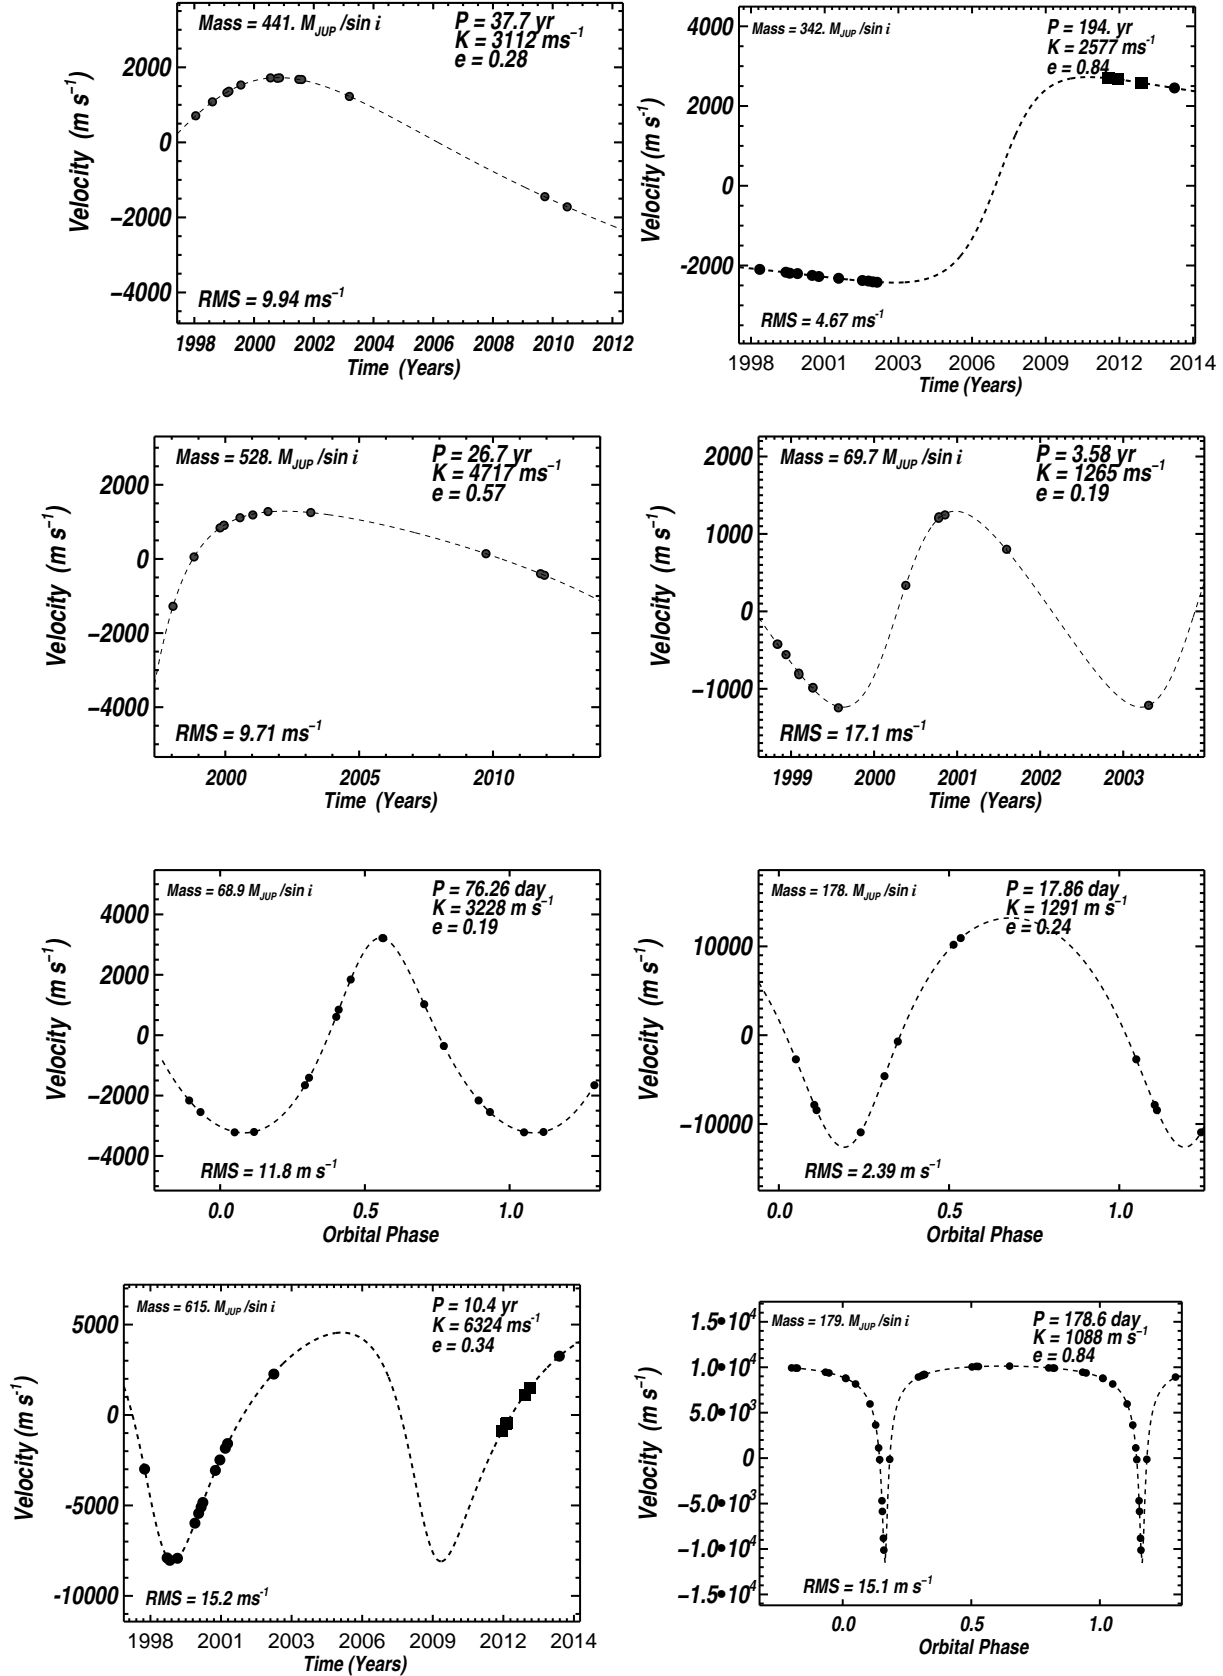 Mass = 441. M_JUP /sin i
P = 37.7 yr
K = 3112 ms⁻¹
e = 0.28
2000
0
−2000
−4000
Velocity (m s⁻¹)
RMS = 9.94 ms⁻¹
1998 2000 2002 2004 2006 2008 2010 2012
Time (Years)
Mass = 342. M_JUP /sin i
P = 194. yr
K = 2577 ms⁻¹
e = 0.84
4000
2000
0
-2000
Velocity (m s⁻¹)
RMS = 4.67 ms⁻¹
1998 2001 2003 2006 2009 2012 2014
Time (Years)
Mass = 528. M_JUP /sin i
P = 26.7 yr
K = 4717 ms⁻¹
e = 0.57
2000
0
−2000
−4000
Velocity (m s⁻¹)
RMS = 9.71 ms⁻¹
2000 2005 2010
Time (Years)
Mass = 69.7 M_JUP /sin i
P = 3.58 yr
K = 1265 ms⁻¹
e = 0.19
2000
1000
0
−1000
Velocity (m s⁻¹)
RMS = 17.1 ms⁻¹
1999 2000 2001 2002 2003
Time (Years)
Mass = 68.9 M_JUP /sin i
P = 76.26 day
K = 3228 m s⁻¹
e = 0.19
4000
2000
0
−2000
−4000
Velocity (m s⁻¹)
RMS = 11.8 m s⁻¹
0.0 0.5 1.0
Orbital Phase
Mass = 178. M_JUP /sin i
P = 17.86 day
K = 1291 m s⁻¹
e = 0.24
10000
0
−10000
Velocity (m s⁻¹)
RMS = 2.39 m s⁻¹
0.0 0.5 1.0
Orbital Phase
Mass = 615. M_JUP /sin i
P = 10.4 yr
K = 6324 ms⁻¹
e = 0.34
5000
0
-5000
-10000
Velocity (m s⁻¹)
RMS = 15.2 ms⁻¹
1998 2001 2003 2006 2009 2012 2014
Time (Years)
Mass = 179. M_JUP /sin i
P = 178.6 day
K = 1088 m s⁻¹
e = 0.84
1.5•10⁴
1.0•10⁴
5.0•10³
0
−5.0•10³
−1.0•10⁴
−1.5•10⁴
Velocity (m s⁻¹)
RMS = 15.1 m s⁻¹
0.0 0.5 1.0
Orbital Phase